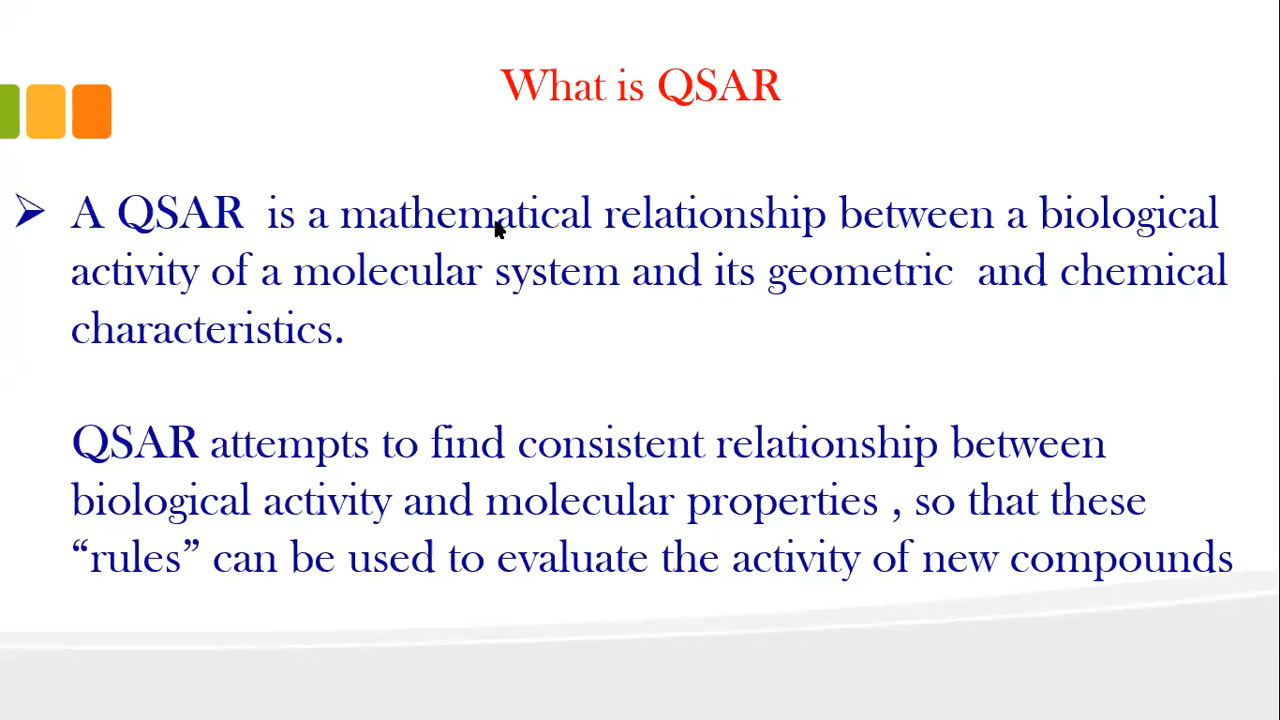 What is QSAR
A QSAR is a mathematical relationship between a biological
activity of a molecular system and its geometric and chemical
characteristics.
QSAR attempts to find consistent relationship between
biological activity and molecular properties , so that these
“rules” can be used to evaluate the activity of new compounds